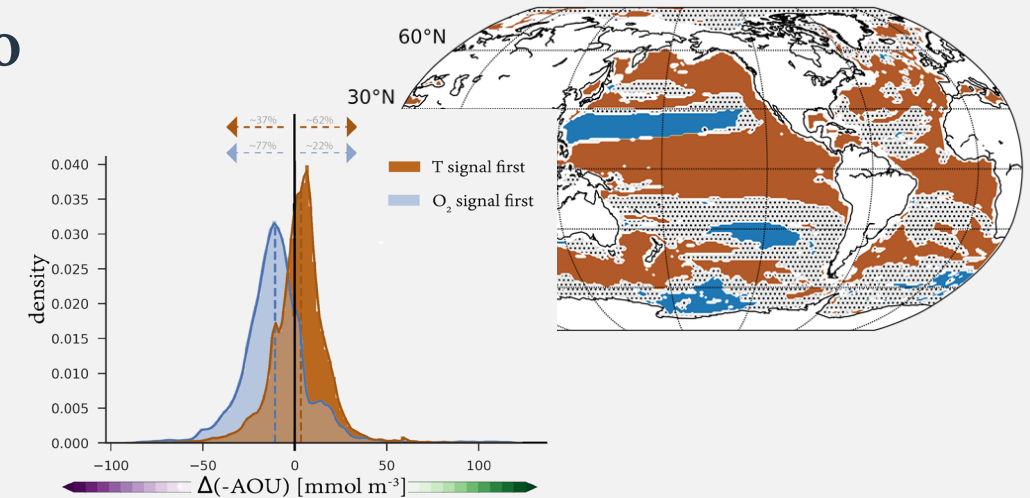 o
60°N
30°N
~37% ~62%
~77% ~22%
T signal first
O₂ signal first
0.040
0.035
0.030
0.025
0.020
0.015
0.010
0.005
0.000
density
−100 −50 0 50 100
Δ(-AOU) [mmol m⁻³]